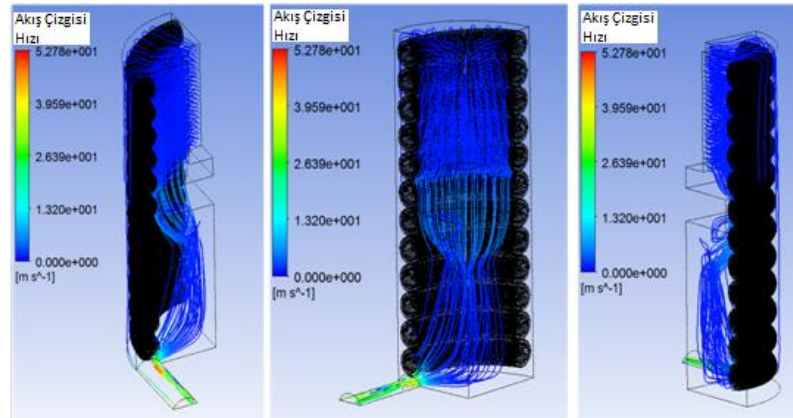 Akış Çizgisi
Hızı
5.278e+001
3.959e+001
2.639e+001
1.320e+001
0.000e+000
[m s^-1]
Akış Çizgisi
Hızı
5.278e+001
3.959e+001
2.639e+001
1.320e+001
0.000e+000
[m s^-1]
Akış Çizgisi
Hızı
5.278e+001
3.959e+001
2.639e+001
1.320e+001
0.000e+000
[m s^-1]